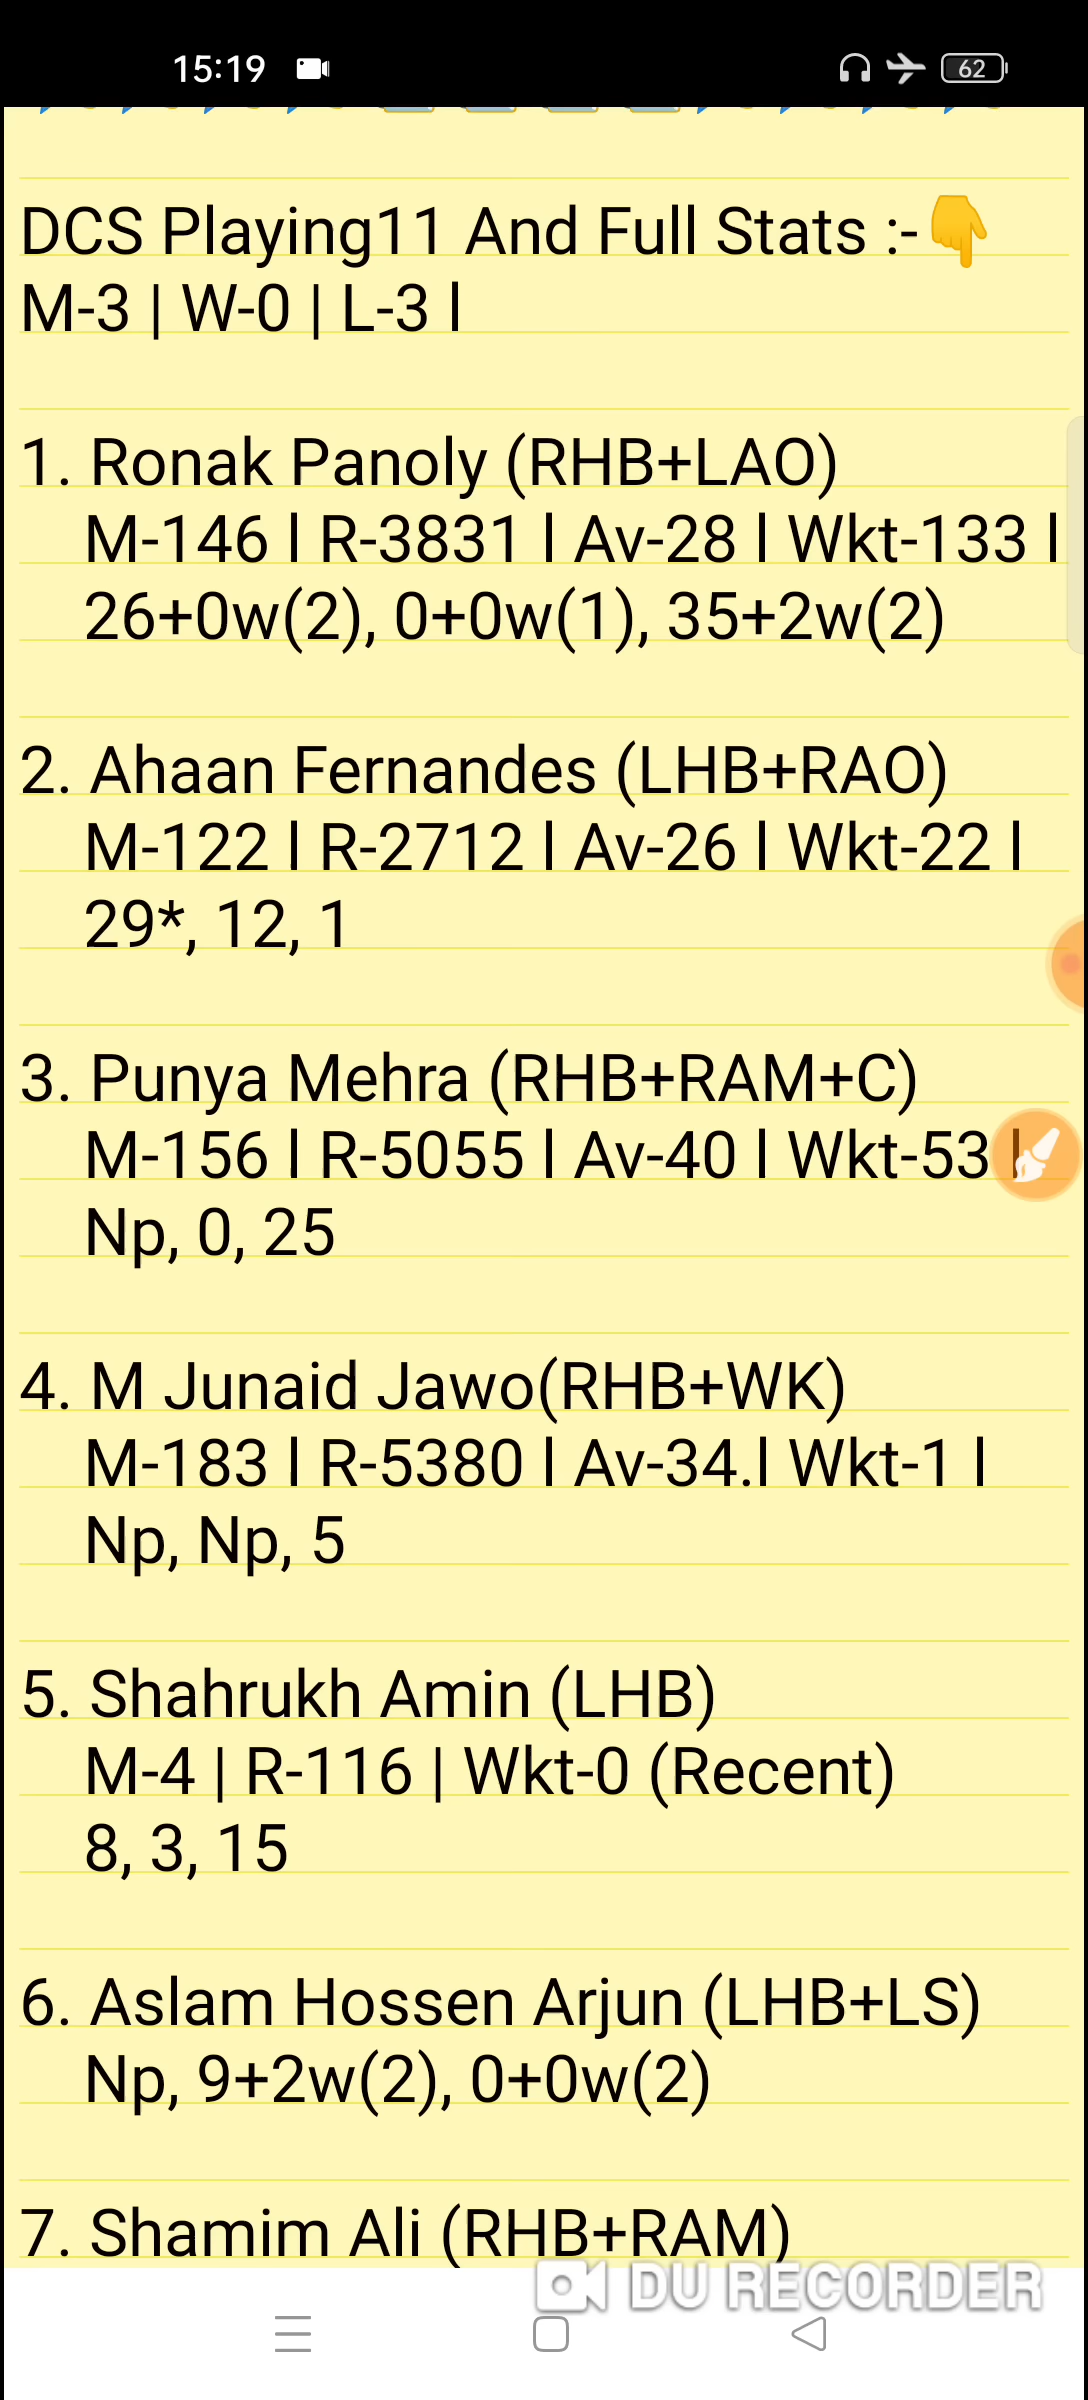 15:19
62
DCS Playing11 And Full Stats :-👇
M-3 | W-0 | L-3 l
1. Ronak Panoly (RHB+LAO)
M-146 l R-3831 l Av-28 l Wkt-133 l
26+0w(2), 0+0w(1), 35+2w(2)
2. Ahaan Fernandes (LHB+RAO)
M-122 l R-2712 l Av-26 l Wkt-22 l
29*, 12, 1
3. Punya Mehra (RHB+RAM+C)
M-156 l R-5055 l Av-40 l Wkt-53 l
Np, 0, 25
4. M Junaid Jawo(RHB+WK)
M-183 l R-5380 l Av-34.l Wkt-1 l
Np, Np, 5
5. Shahrukh Amin (LHB)
M-4 | R-116 | Wkt-0 (Recent)
8, 3, 15
6. Aslam Hossen Arjun (LHB+LS)
Np, 9+2w(2), 0+0w(2)
7. Shamim Ali (RHB+RAM)
DU RECORDER